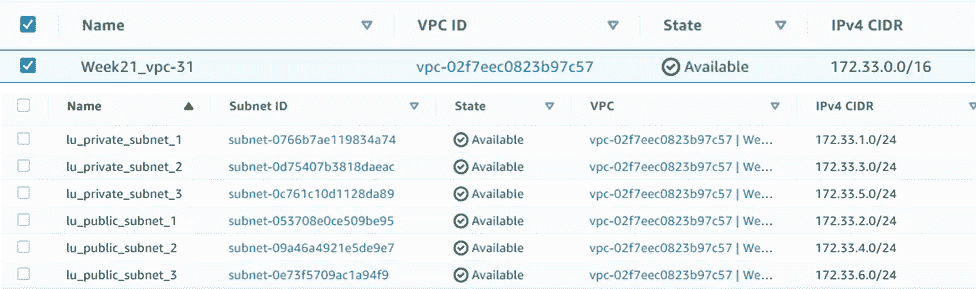 Name VPC ID State IPv4 CIDR
Week21_vpc-31 vpc-02f7eec0823b97c57 Available 172.33.0.0/16
Name Subnet ID State VPC IPv4 CIDR
lu_private_subnet_1 subnet-0766b7ae119834a74 Available vpc-02f7eec0823b97c57 | We... 172.33.1.0/24
lu_private_subnet_2 subnet-0d75407b3818daeac Available vpc-02f7eec0823b97c57 | We... 172.33.3.0/24
lu_private_subnet_3 subnet-0c761c10d1128da89 Available vpc-02f7eec0823b97c57 | We... 172.33.5.0/24
lu_public_subnet_1 subnet-053708e0ce509be95 Available vpc-02f7eec0823b97c57 | We... 172.33.2.0/24
lu_public_subnet_2 subnet-09a46a4921e5de9e7 Available vpc-02f7eec0823b97c57 | We... 172.33.4.0/24
lu_public_subnet_3 subnet-0e73f5709ac1a94f9 Available vpc-02f7eec0823b97c57 | We... 172.33.6.0/24